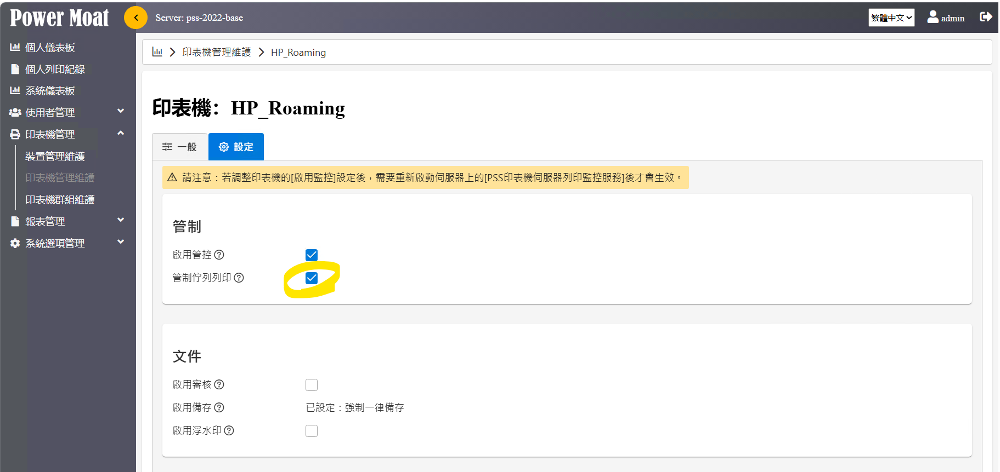 Power Moat
Server: pss-2022-base
繁體中文
admin
個人儀表板
個人列印紀錄
系統儀表板
使用者管理
印表機管理
裝置管理維護
印表機管理維護
印表機群組維護
報表管理
系統選項管理
印表機管理維護
HP_Roaming
印表機：HP_Roaming
一般
設定
請注意：若調整印表機的[啟用監控]設定後，需要重新啟動伺服器上的[PSS印表機伺服器列印監控服務]後才會生效。
管制
啟用管控
管制佇列列印
文件
啟用審核
啟用備存
已設定：強制一律備存
啟用浮水印